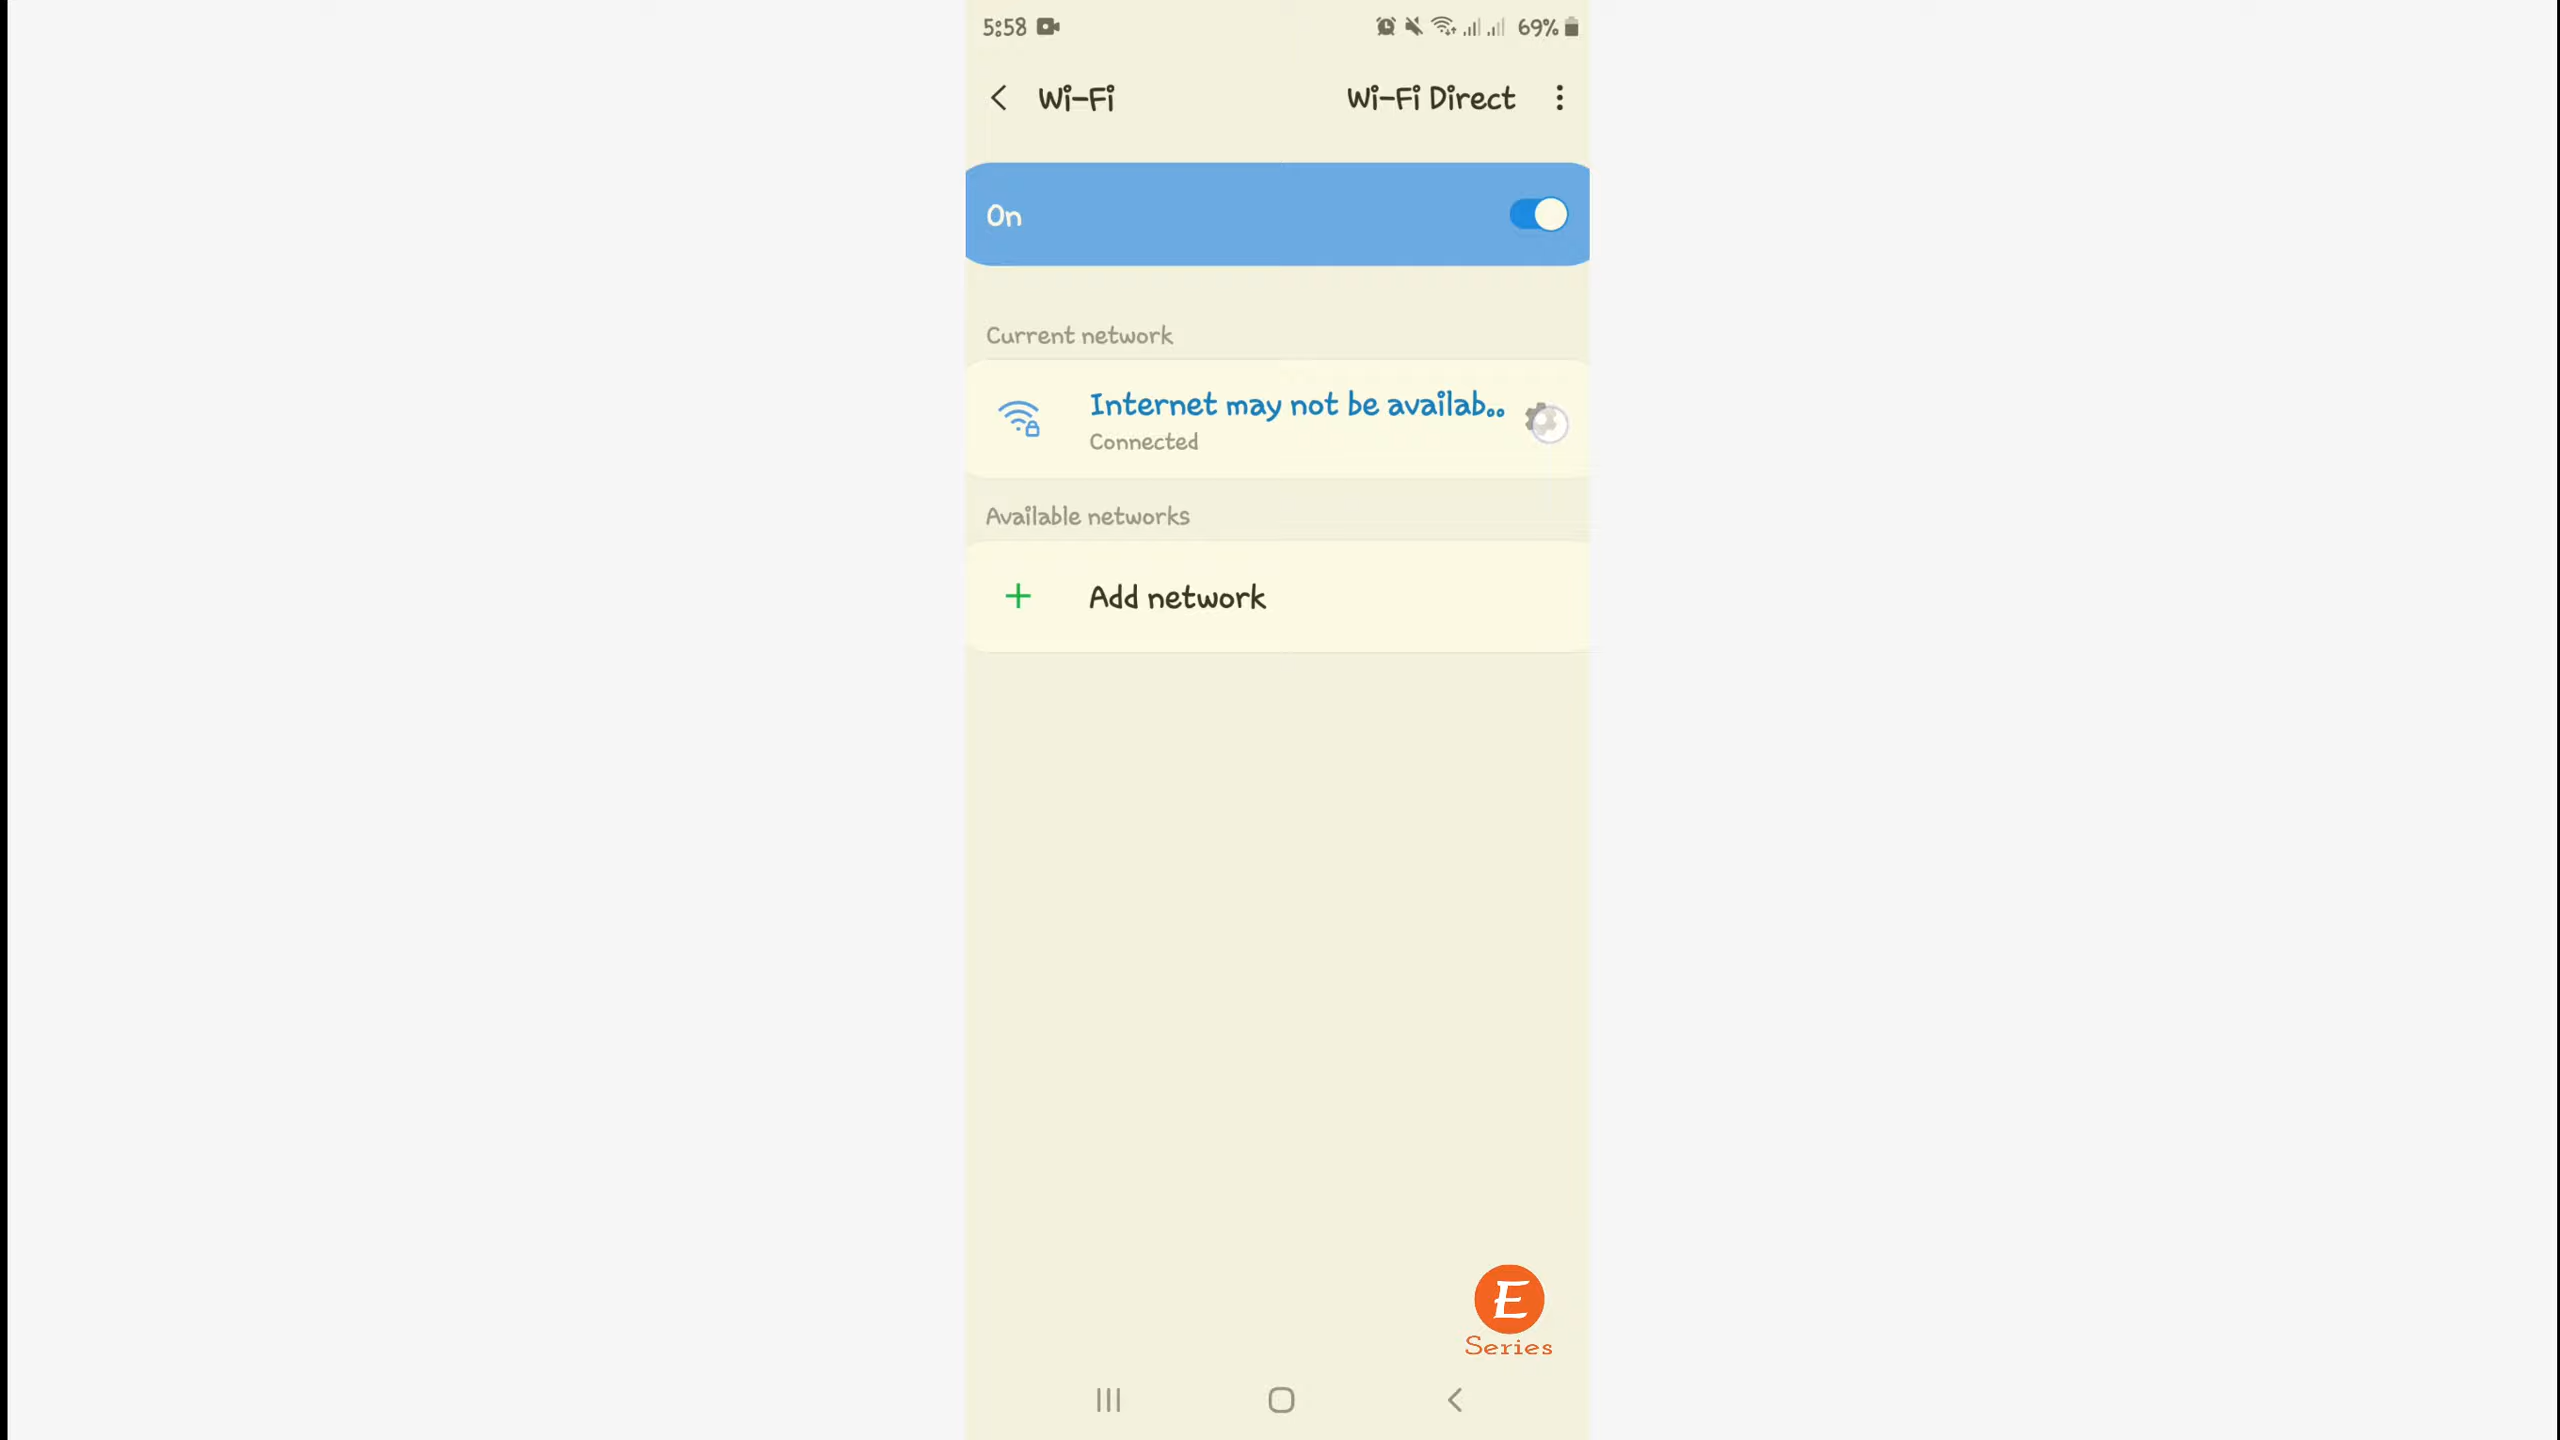 5:58
69%
Wi-Fi
Wi-Fi Direct
On
Current network
Internet may not be availab..
Connected
Available networks
Add network
E
Series